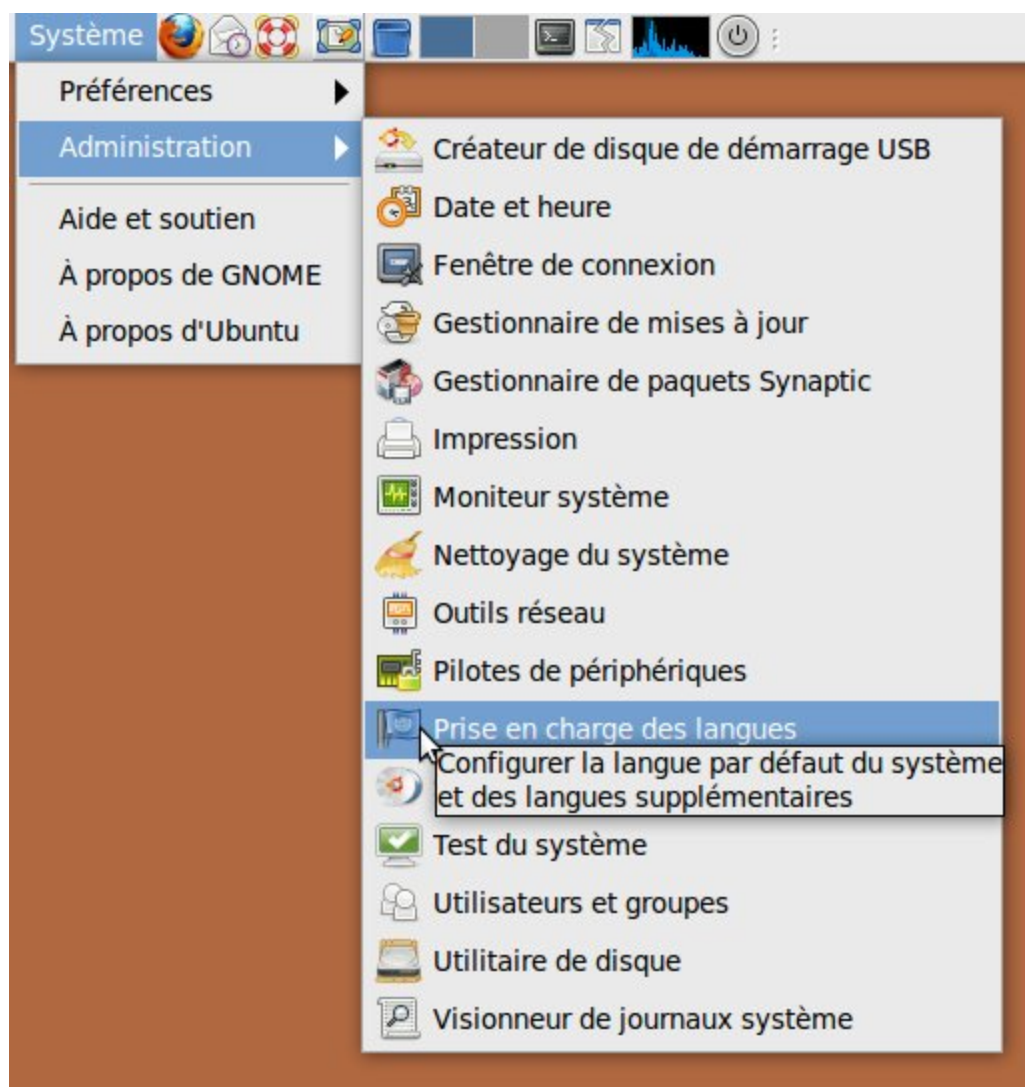 Système
Préférences
Administration
Aide et soutien
À propos de GNOME
À propos d'Ubuntu
Créateur de disque de démarrage USB
Date et heure
Fenêtre de connexion
Gestionnaire de mises à jour
Gestionnaire de paquets Synaptic
Impression
Moniteur système
Nettoyage du système
Outils réseau
Pilotes de périphériques
Prise en charge des langues
Configurer la langue par défaut du système
et des langues supplémentaires
Test du système
Utilisateurs et groupes
Utilitaire de disque
Visionneur de journaux système